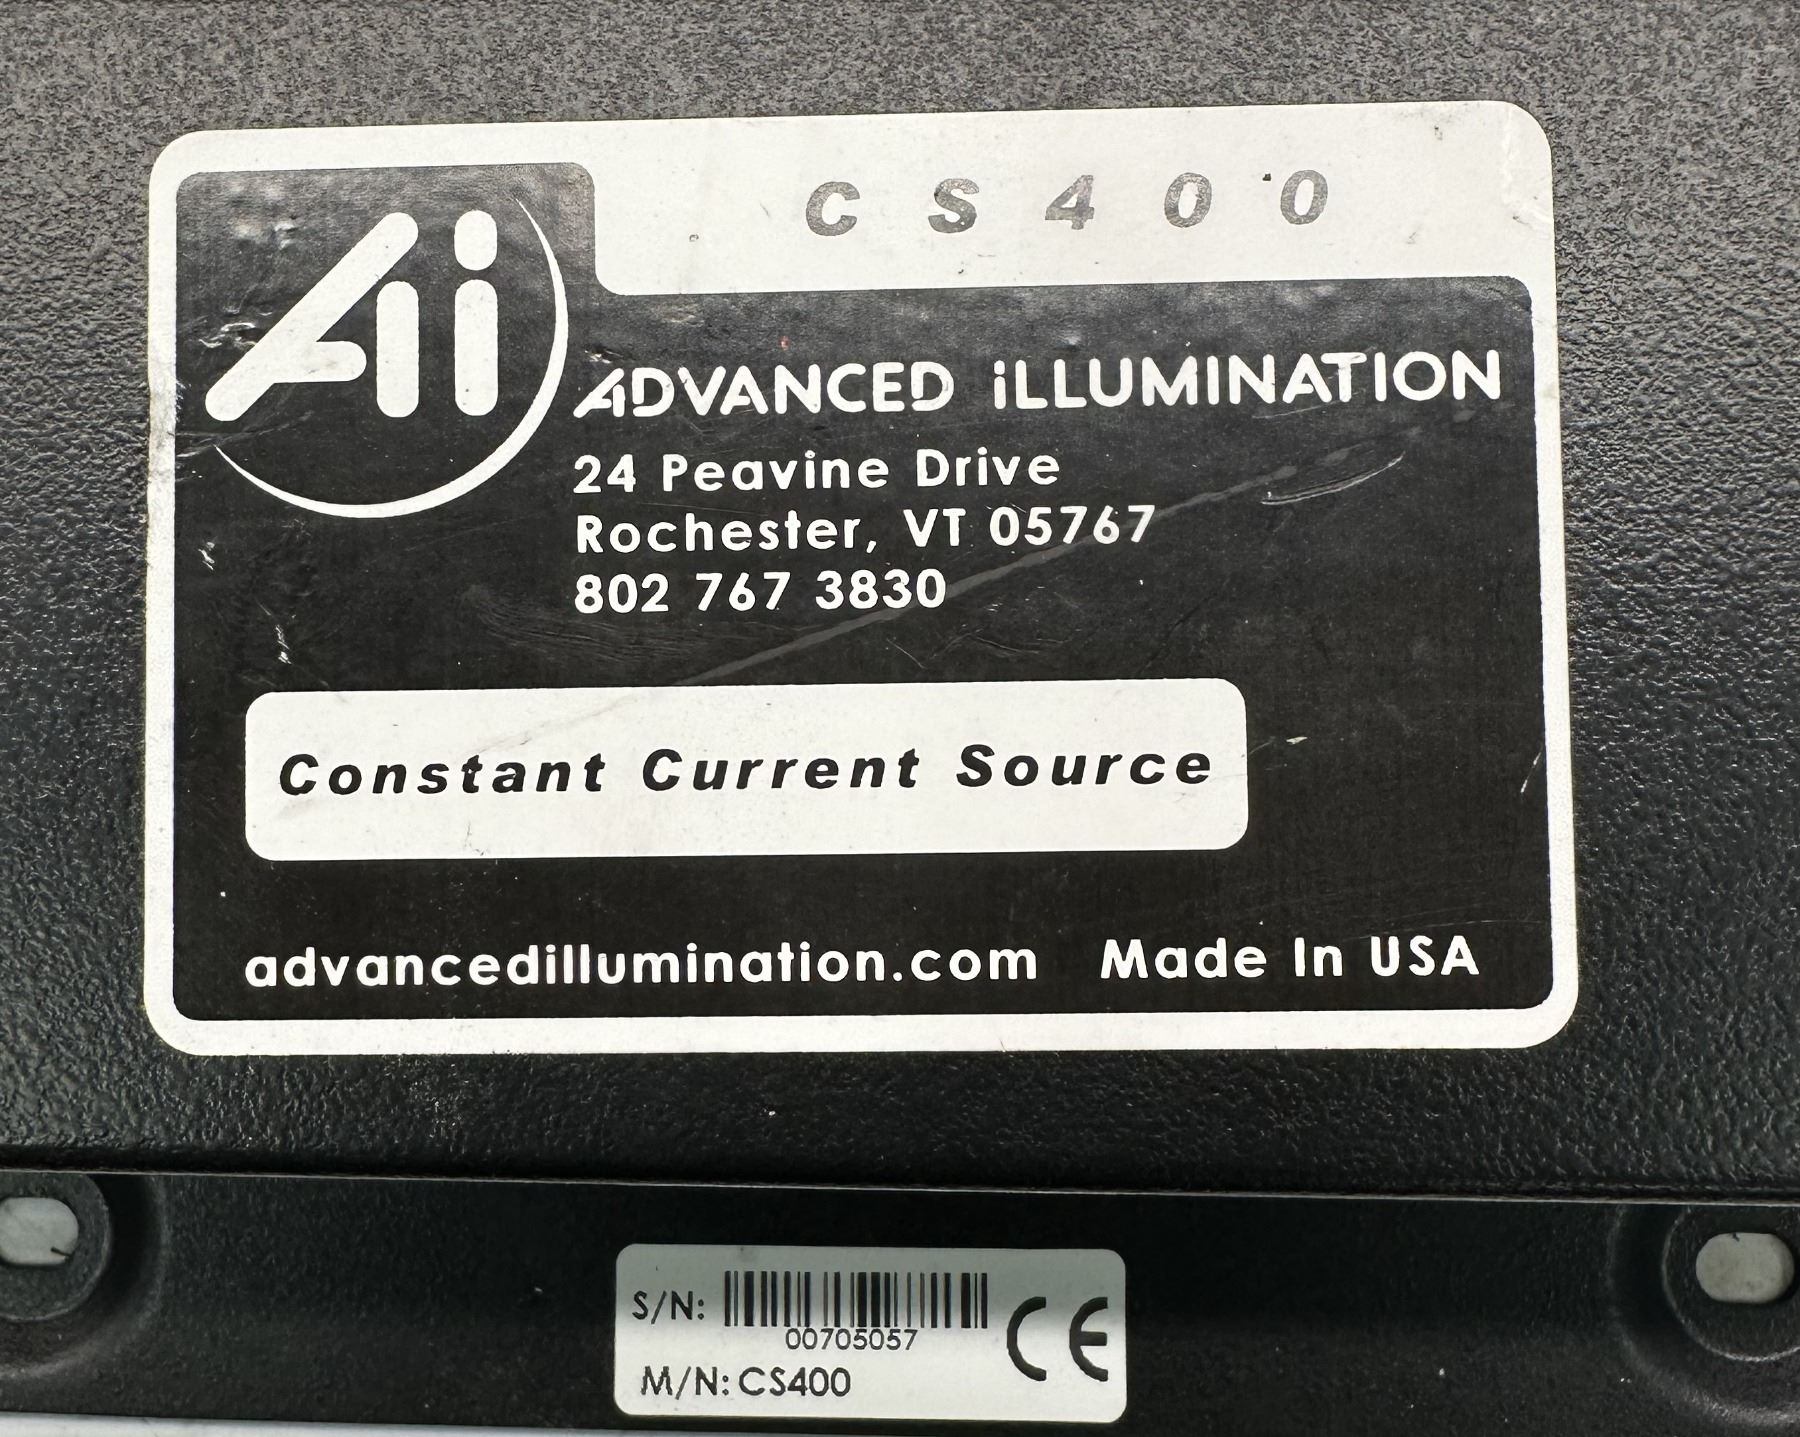 CS400
Ai
ADVANCED iLLUMINATION
24 Peavine Drive
Rochester, VT 05767
802 767 3830
Constant Current Source
advancedillumination.com Made In USA
S/N:
00705057
CE
M/N: CS400